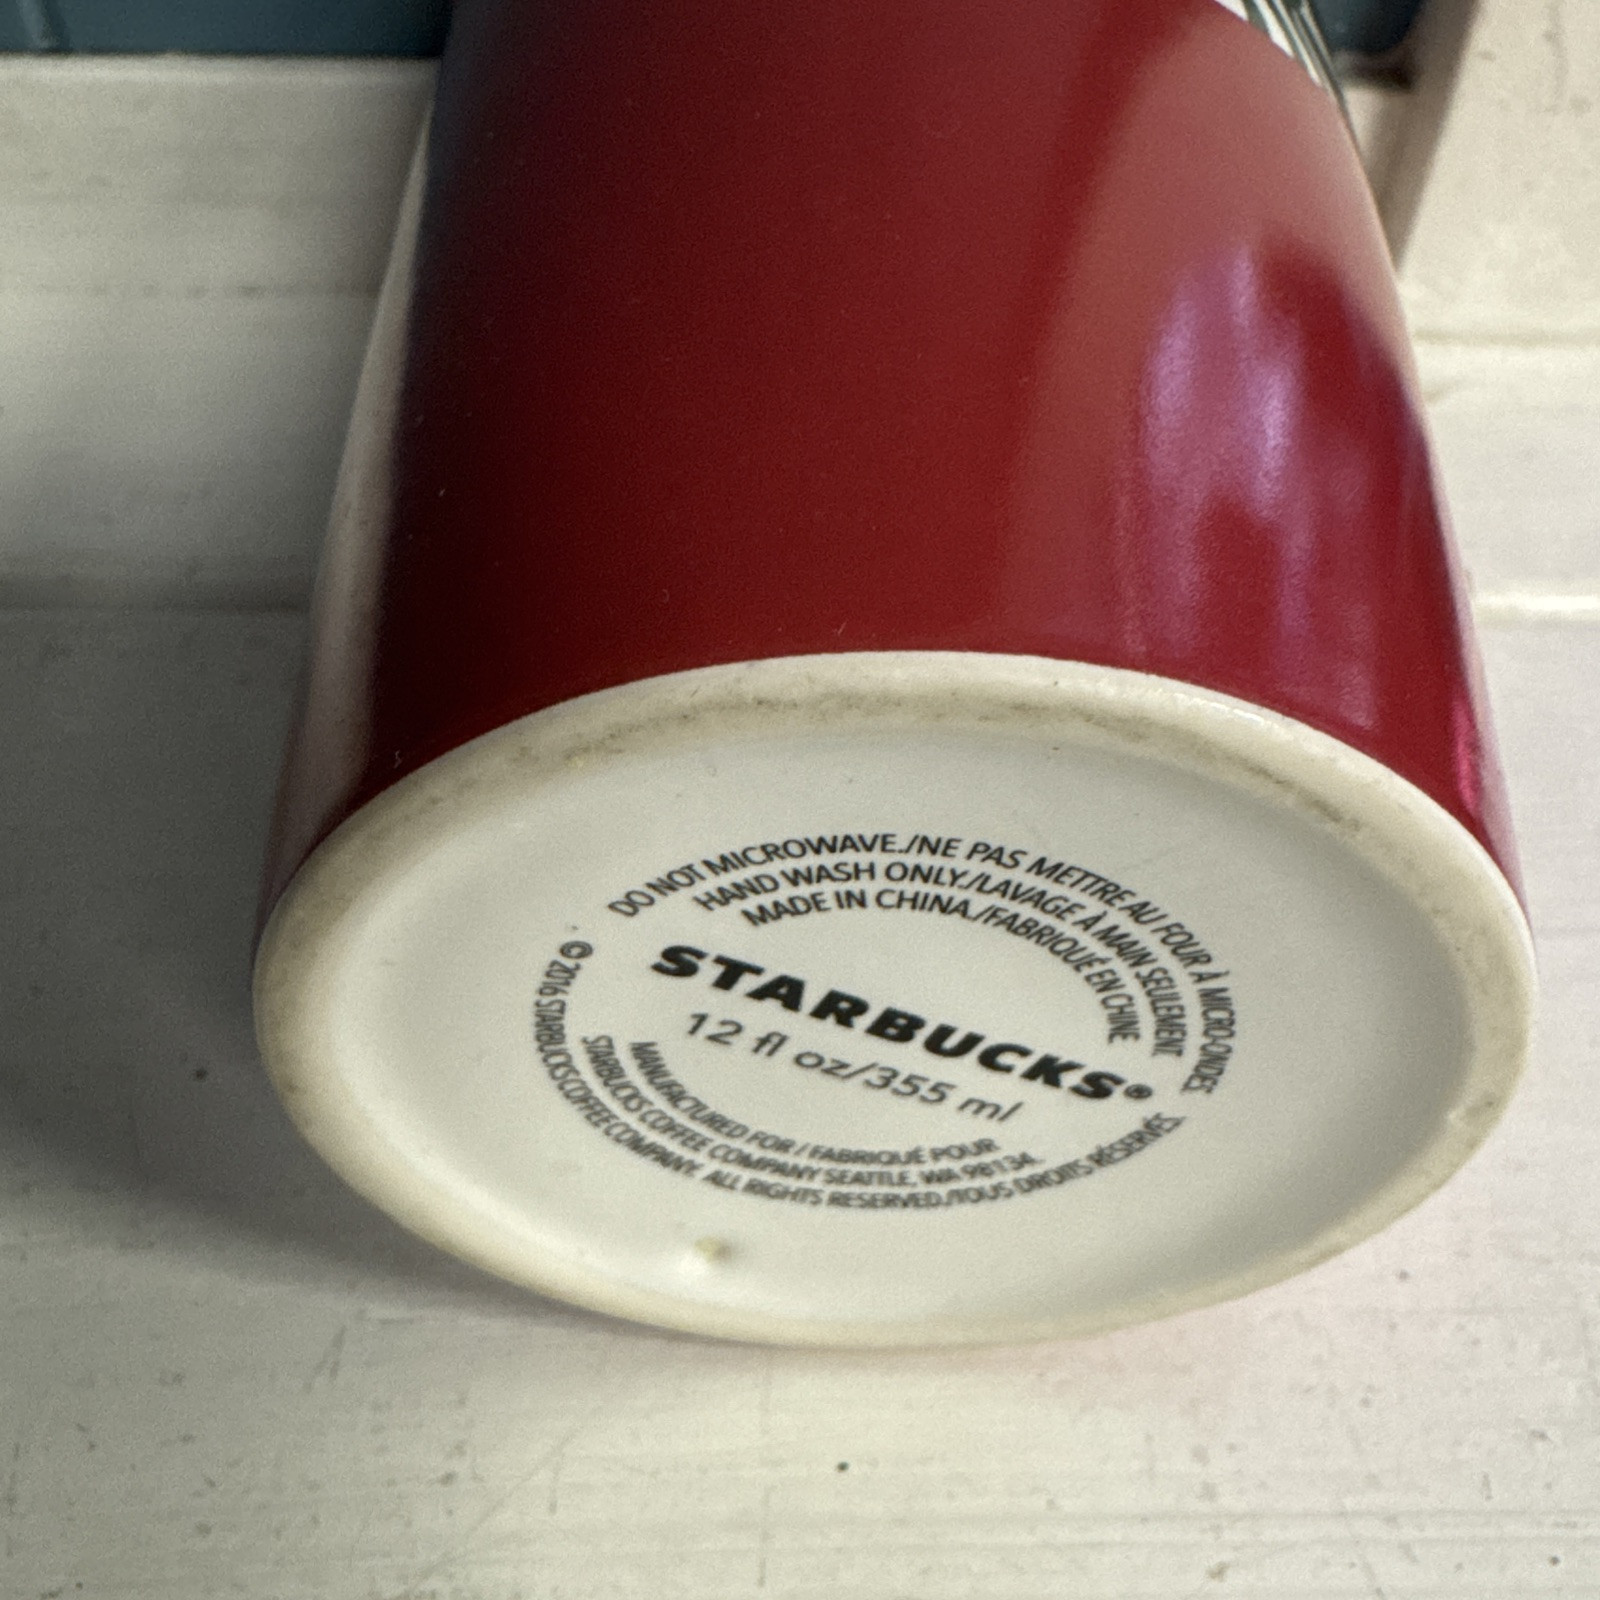 DO NOT MICROWAVE./NE PAS METTRE AU FOUR À MICRO-ONDES.
HAND WASH ONLY./LAVAGE À MAIN SEULEMENT
MADE IN CHINA./FABRIQUÉ EN CHINE
STARBUCKS®
12 fl oz/355 ml
MANUFACTURED FOR / FABRIQUÉ POUR
STARBUCKS COFFEE COMPANY SEATTLE, WA 98134.
© 2016 STARBUCKS COFFEE COMPANY. ALL RIGHTS RESERVED./TOUS DROITS RÉSERVÉS.